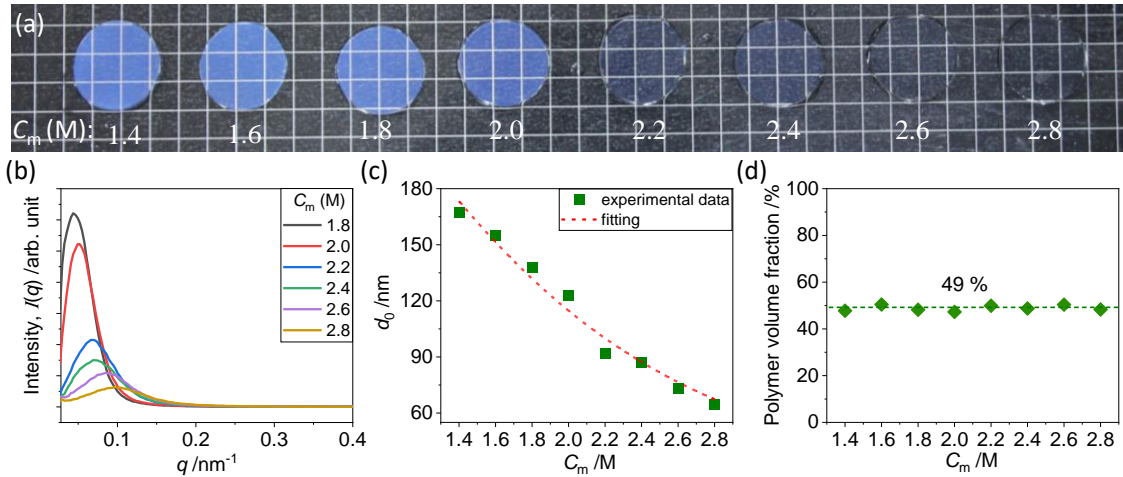 (a)
C_m (M): 1.4 1.6 1.8 2.0 2.2 2.4 2.6 2.8
(b)
Intensity, I(q) /arb. unit
C_m (M)
1.8
2.0
2.2
2.4
2.6
2.8
0.1 0.2 0.3 0.4
q /nm⁻¹
(c)
d₀ /nm
180
150
120
90
60
experimental data
fitting
1.4 1.6 1.8 2.0 2.2 2.4 2.6 2.8
C_m /M
(d)
Polymer volume fraction /%
100
80
60
40
20
0
49 %
1.4 1.6 1.8 2.0 2.2 2.4 2.6 2.8
C_m /M